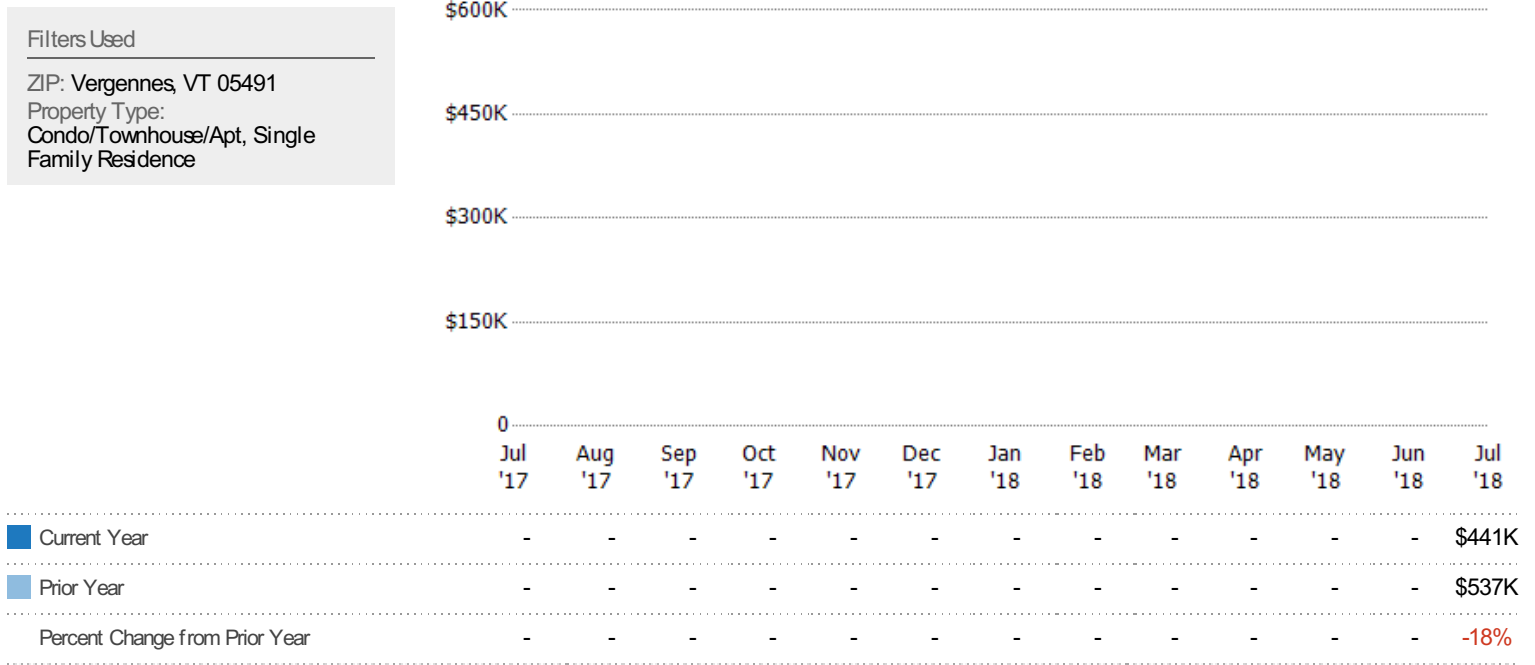 Filters Used
ZIP: Vergennes, VT 05491
Property Type:
Condo/Townhouse/Apt, Single
Family Residence
$600K
$450K
$300K
$150K
0
Jul Aug Sep Oct Nov Dec Jan Feb Mar Apr May Jun Jul
'17 '17 '17 '17 '17 '17 '18 '18 '18 '18 '18 '18 '18
Current Year - - - - - - - - - - - - $441K
Prior Year - - - - - - - - - - - - $537K
Percent Change from Prior Year - - - - - - - - - - - - -18%